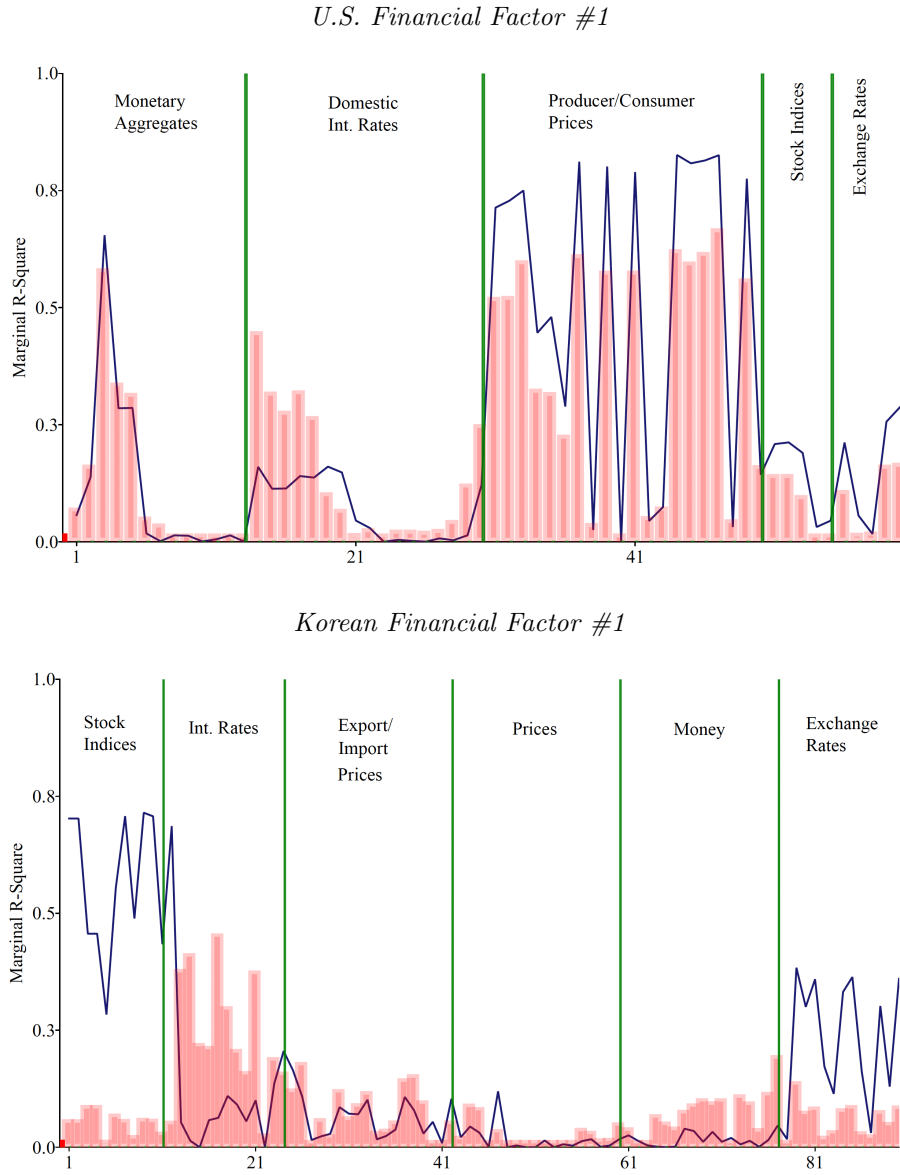 U.S. Financial Factor #1
1.0
Monetary
Aggregates
Domestic
Int. Rates
Producer/Consumer
Prices
Stock Indices
Exchange Rates
0.8
Marginal R-Square
0.5
0.3
0.0
1
21
41
Korean Financial Factor #1
1.0
Stock
Indices
Int. Rates
Export/
Import
Prices
Prices
Money
Exchange
Rates
0.8
Marginal R-Square
0.5
0.3
0.0
1
21
41
61
81